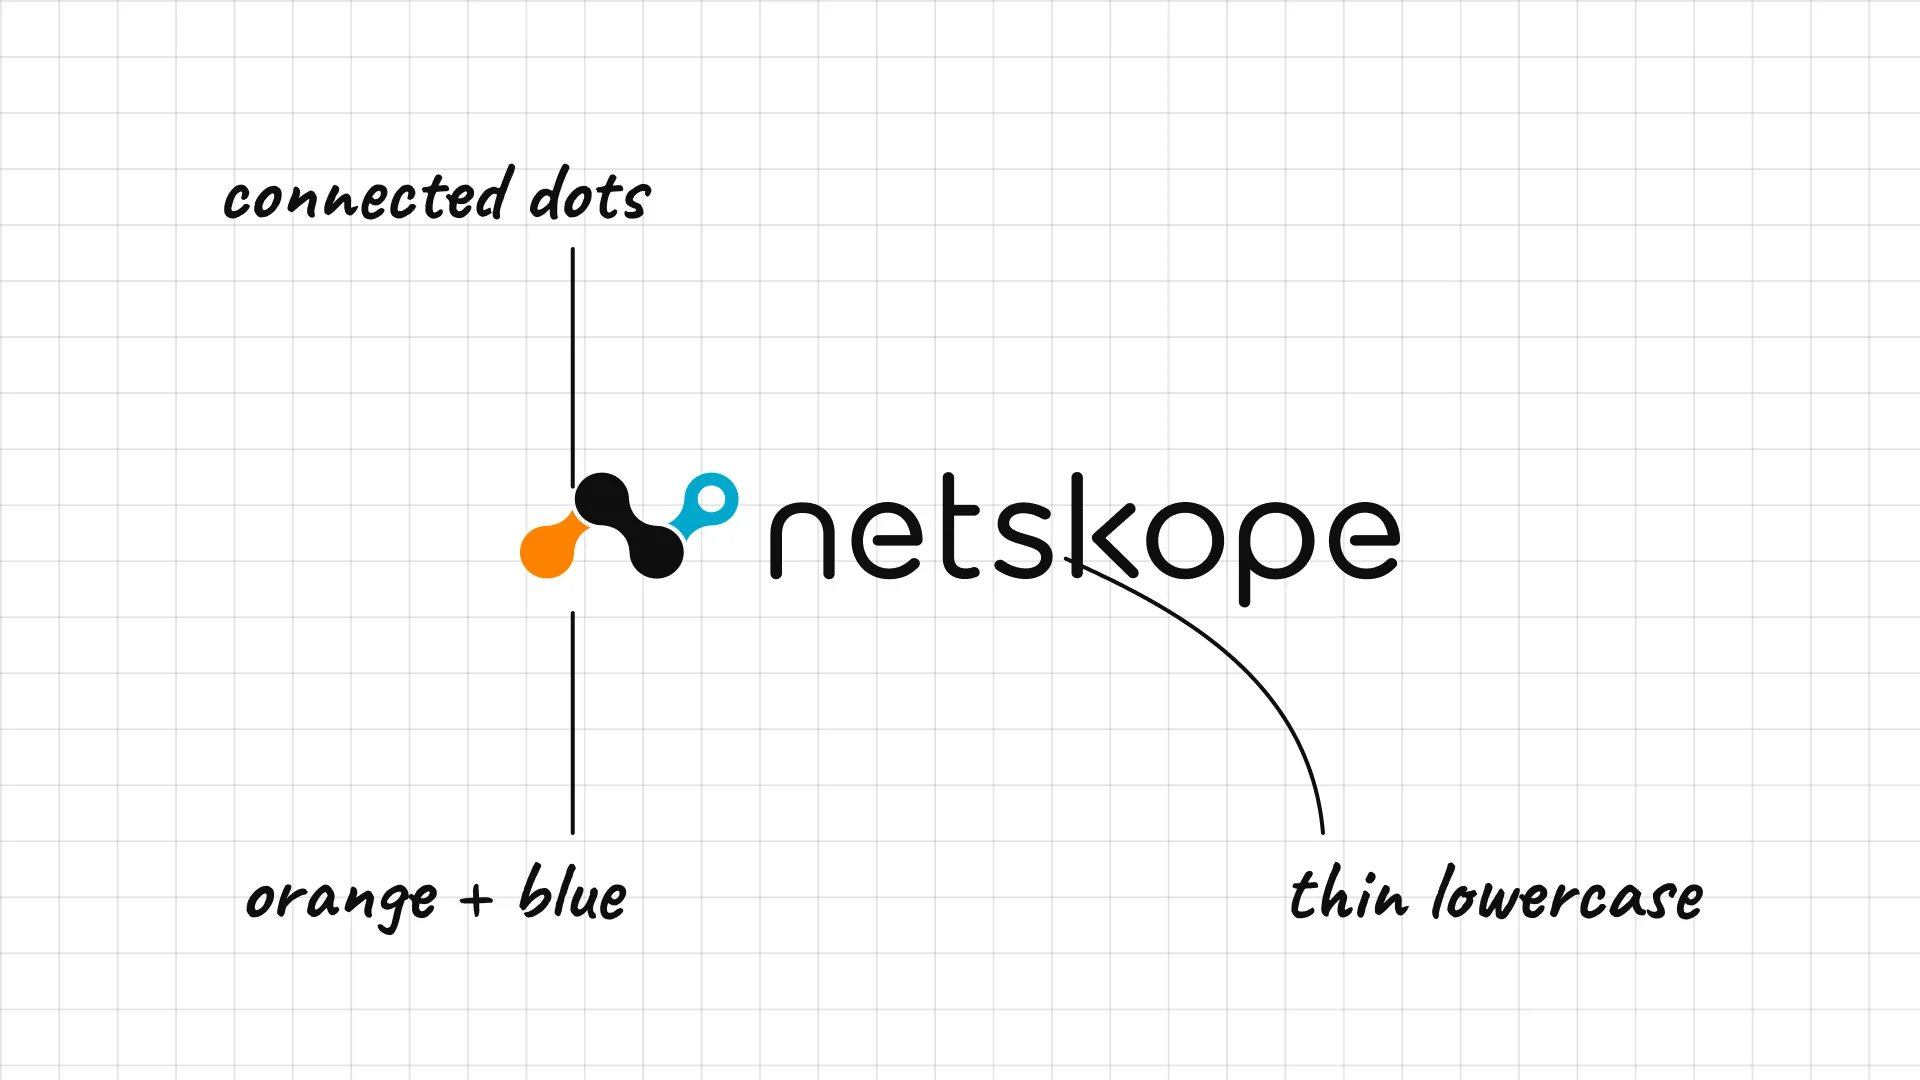 connected dots
netskope
orange + blue
thin lowercase